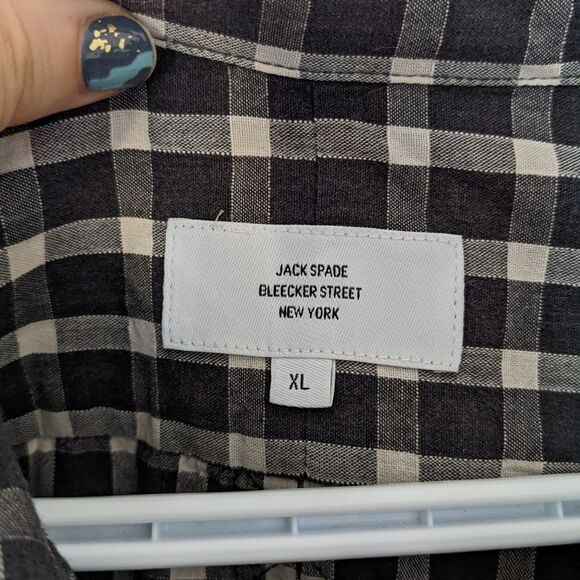 JACK SPADE
BLEECKER STREET
NEW YORK
XL